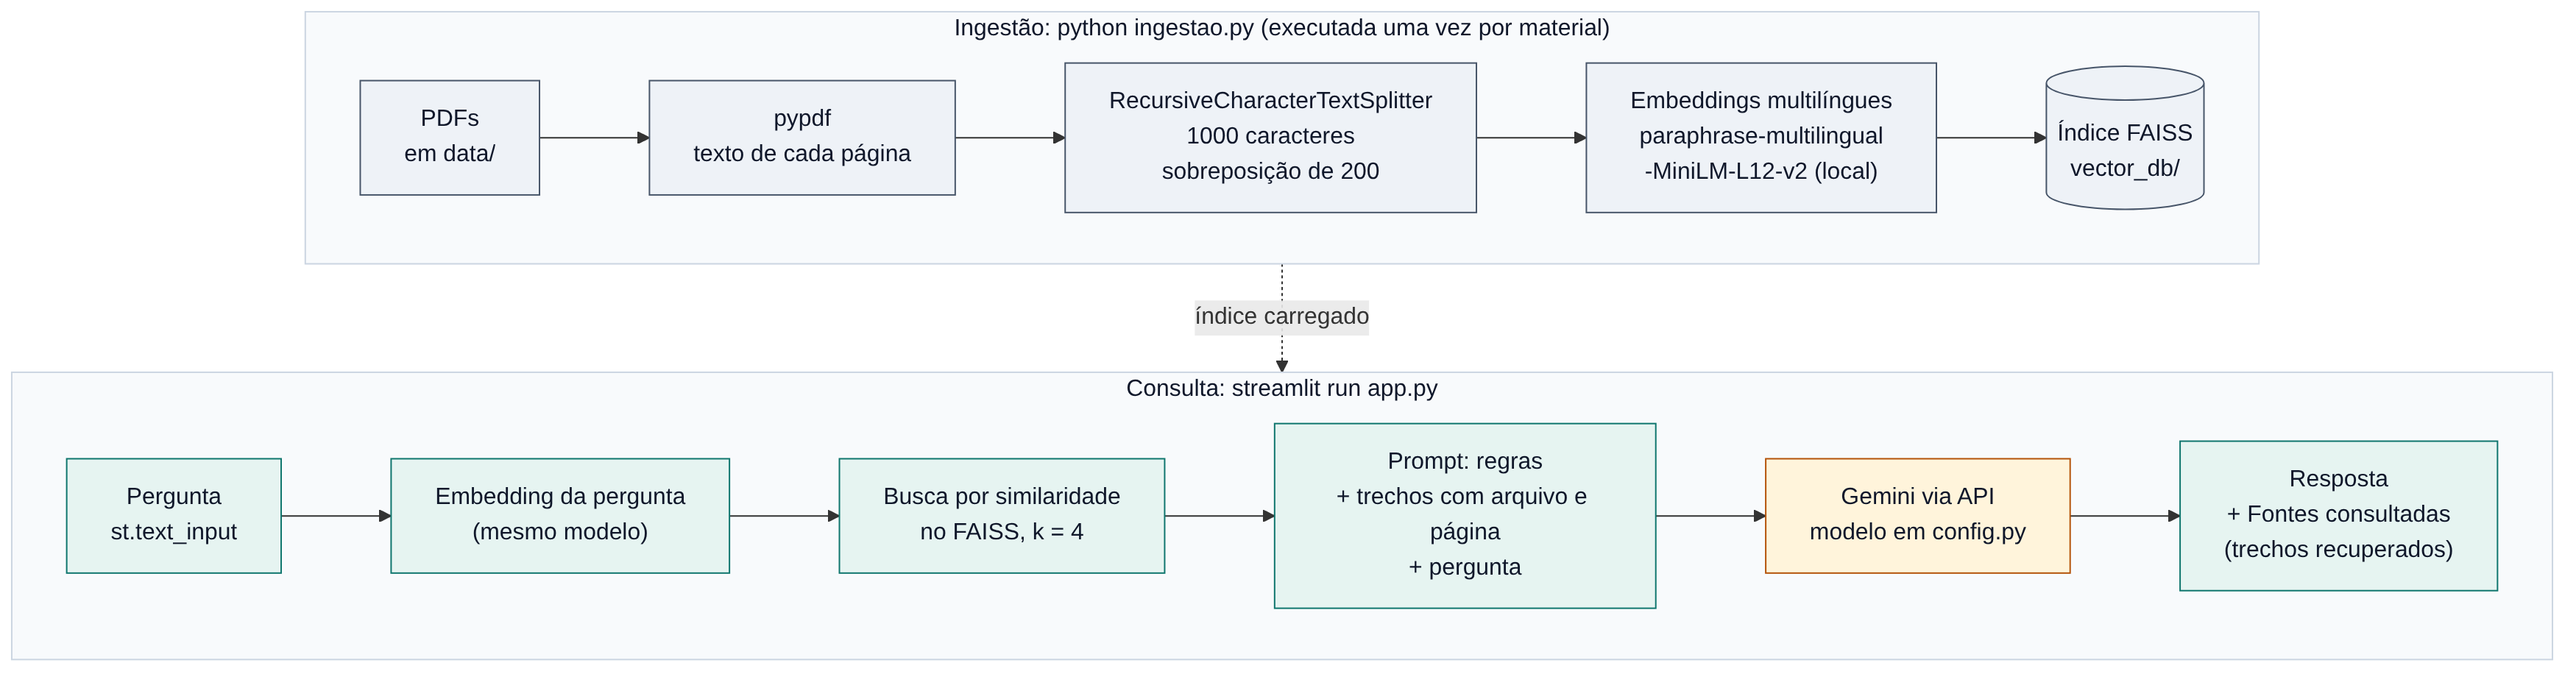 Ingestão: python ingestao.py (executada uma vez por material)
PDFs
em data/
pypdf
texto de cada página
RecursiveCharacterTextSplitter
1000 caracteres
sobreposição de 200
Embeddings multilíngues
paraphrase-multilingual
-MiniLM-L12-v2 (local)
Índice FAISS
vector_db/
índice carregado
Consulta: streamlit run app.py
Pergunta
st.text_input
Embedding da pergunta
(mesmo modelo)
Busca por similaridade
no FAISS, k = 4
Prompt: regras
+ trechos com arquivo e
página
+ pergunta
Gemini via API
modelo em config.py
Resposta
+ Fontes consultadas
(trechos recuperados)